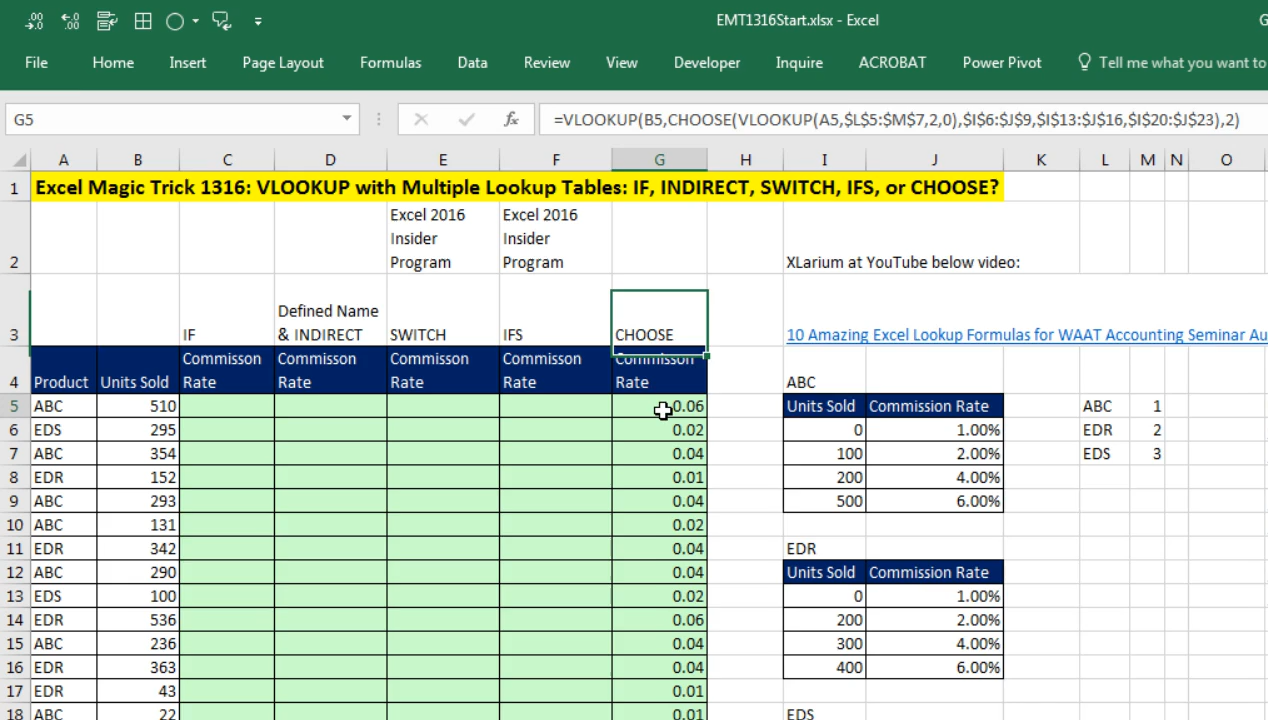 EMT1316Start.xlsx - Excel
G
File Home Insert Page Layout Formulas Data Review View Developer Inquire ACROBAT Power Pivot Tell me what you want to
G5 fx =VLOOKUP(B5,CHOOSE(VLOOKUP(A5,$L$5:$M$7,2,0),$I$6:$J$9,$I$13:$J$16,$I$20:$J$23),2)
A B C D E F G H I J K L M N O
1 Excel Magic Trick 1316: VLOOKUP with Multiple Lookup Tables: IF, INDIRECT, SWITCH, IFS, or CHOOSE?
Excel 2016 Excel 2016
Insider Insider
2 Program Program XLarium at YouTube below video:
Defined Name
3 IF & INDIRECT SWITCH IFS CHOOSE 10 Amazing Excel Lookup Formulas for WAAT Accounting Seminar Au
Commisson Commisson Commisson Commisson Commisson
4 Product Units Sold Rate Rate Rate Rate Rate ABC
5 ABC 510 0.06 Units Sold Commission Rate ABC 1
6 EDS 295 0.02 0 1.00% EDR 2
7 ABC 354 0.04 100 2.00% EDS 3
8 EDR 152 0.01 200 4.00%
9 ABC 293 0.04 500 6.00%
10 ABC 131 0.02
11 EDR 342 0.04 EDR
12 ABC 290 0.04 Units Sold Commission Rate
13 EDS 100 0.02 0 1.00%
14 EDR 536 0.06 200 2.00%
15 ABC 236 0.04 300 4.00%
16 EDR 363 0.04 400 6.00%
17 EDR 43 0.01
18 ABC 22 0.01 EDS